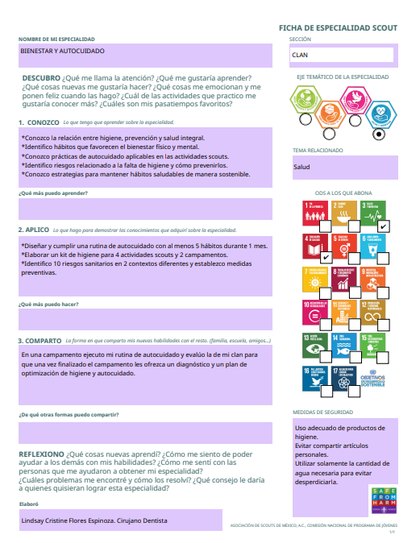 FICHA DE ESPECIALIDAD SCOUT
NOMBRE DE MI ESPECIALIDAD
BIENESTAR Y AUTOCUIDADO
SECCIÓN
CLAN
DESCUBRO ¿Qué me llama la atención? ¿Qué me gustaría aprender?
¿Qué cosas nuevas me gustaría hacer? ¿Qué cosas me emocionan y me
ponen feliz cuando las hago? ¿Cuál de las actividades que practico me
gustaría conocer más? ¿Cuáles son mis pasatiempos favoritos?
EJE TEMÁTICO DE LA ESPECIALIDAD
1. CONOZCO Lo que tengo que aprender sobre la especialidad.
*Conozco la relación entre higiene, prevención y salud integral.
*Identifico hábitos que favorecen el bienestar físico y mental.
*Conozco prácticas de autocuidado aplicables en las actividades scouts.
*Identifico riesgos relacionados a la falta de higiene y cómo prevenirlos.
*Conozco estrategias para mantener hábitos saludables de manera sostenible.
TEMA RELACIONADO
Salud
¿Qué más puedo aprender?
ODS A LOS QUE ABONA
2. APLICO Lo que hago para demostrar las conocimientos que adquirí sobre la especialidad.
*Diseñar y cumplir una rutina de autocuidado con al menos 5 hábitos durante 1 mes.
*Elaborar un kit de higiene para 4 actividades scouts y 2 campamentos.
*Identifico 10 riesgos sanitarios en 2 contextos diferentes y establezco medidas
preventivas.
¿Qué más puedo hacer?
3. COMPARTO La forma en que comparto mis nuevas habilidades con el resto. (familia, escuela, amigos...)
En una campamento ejecuto mi rutina de autocuidado y evalúo la de mi clan para
que una vez finalizado el campamento les ofrezca un diagnóstico y un plan de
optimización de higiene y autocuidado.
¿De qué otras formas puedo compartir?
MEDIDAS DE SEGURIDAD
Uso adecuado de productos de
higiene.
Evitar compartir artículos
personales.
Utilizar solamente la cantidad de
agua necesaria para evitar
desperdiciarla.
REFLEXIONO ¿Qué cosas nuevas aprendí? ¿Cómo me siento de poder
ayudar a los demás con mis habilidades? ¿Cómo me sentí con las
personas que me ayudaron a obtener mi especialidad?
¿Cuáles problemas me encontré y cómo los resolví? ¿Qué consejo le daría
a quienes quisieran lograr esta especialidad?
SAFE
FROM
HARM
Elaboró
Lindsay Cristine Flores Espinoza. Cirujano Dentista
ASOCIACIÓN DE SCOUTS DE MÉXICO, A.C., COMISIÓN NACIONAL DE PROGRAMA DE JÓVENES